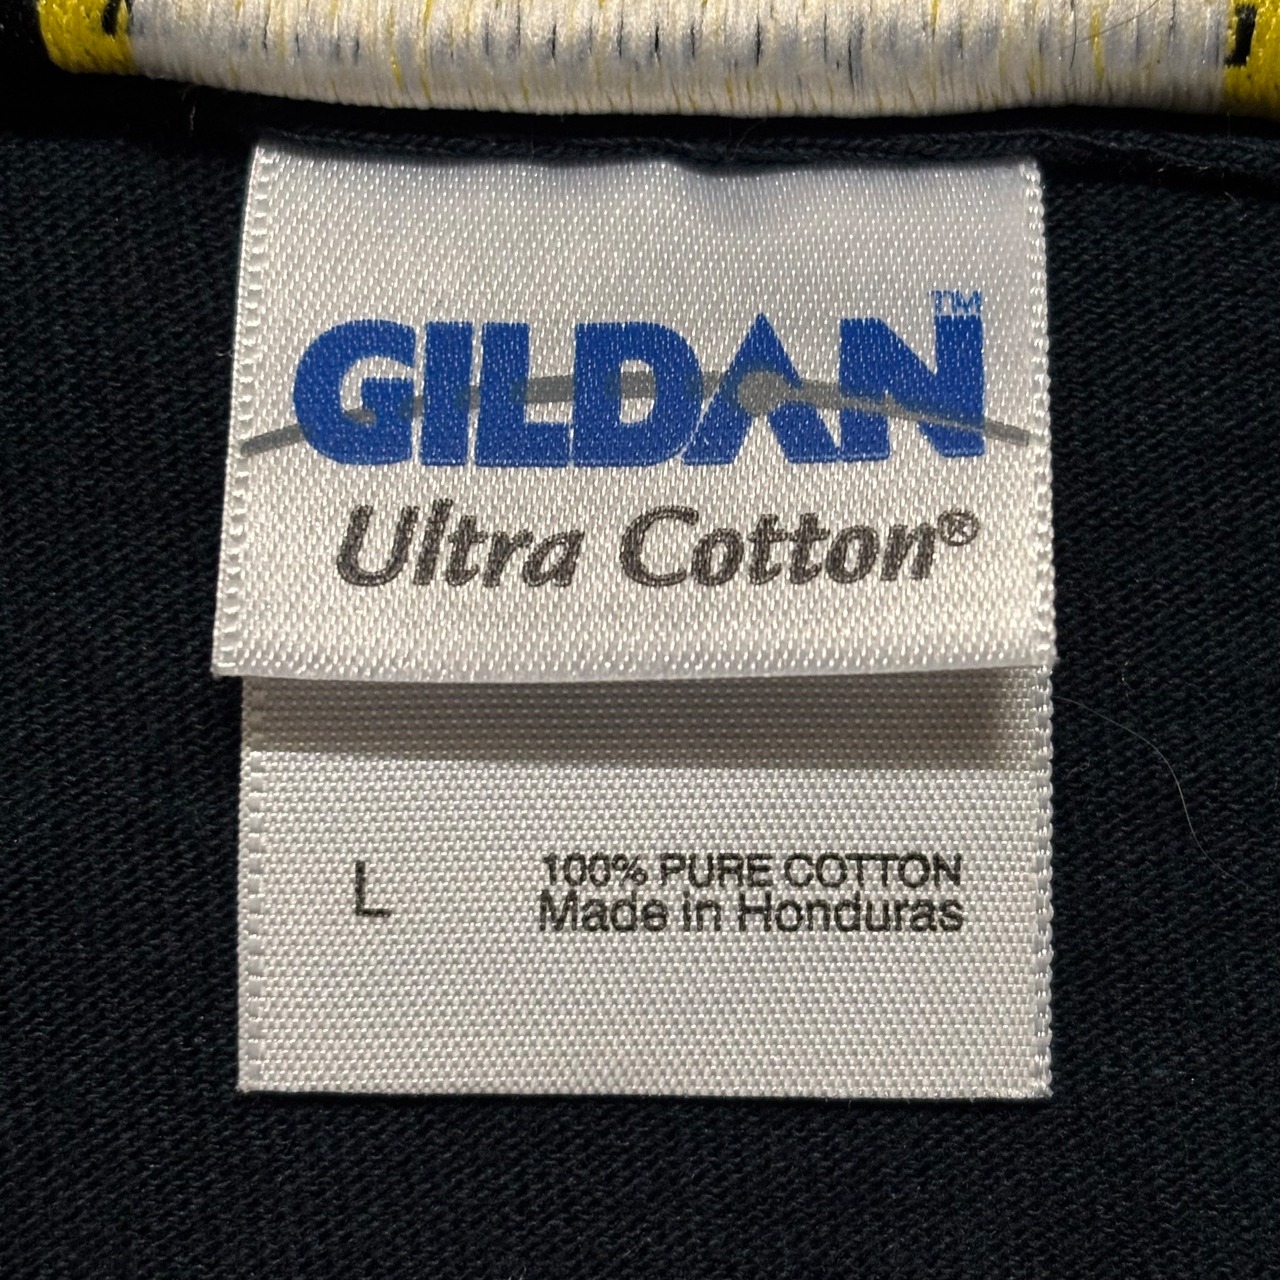 GILDAN™
Ultra Cotton®
L
100% PURE COTTON
Made in Honduras